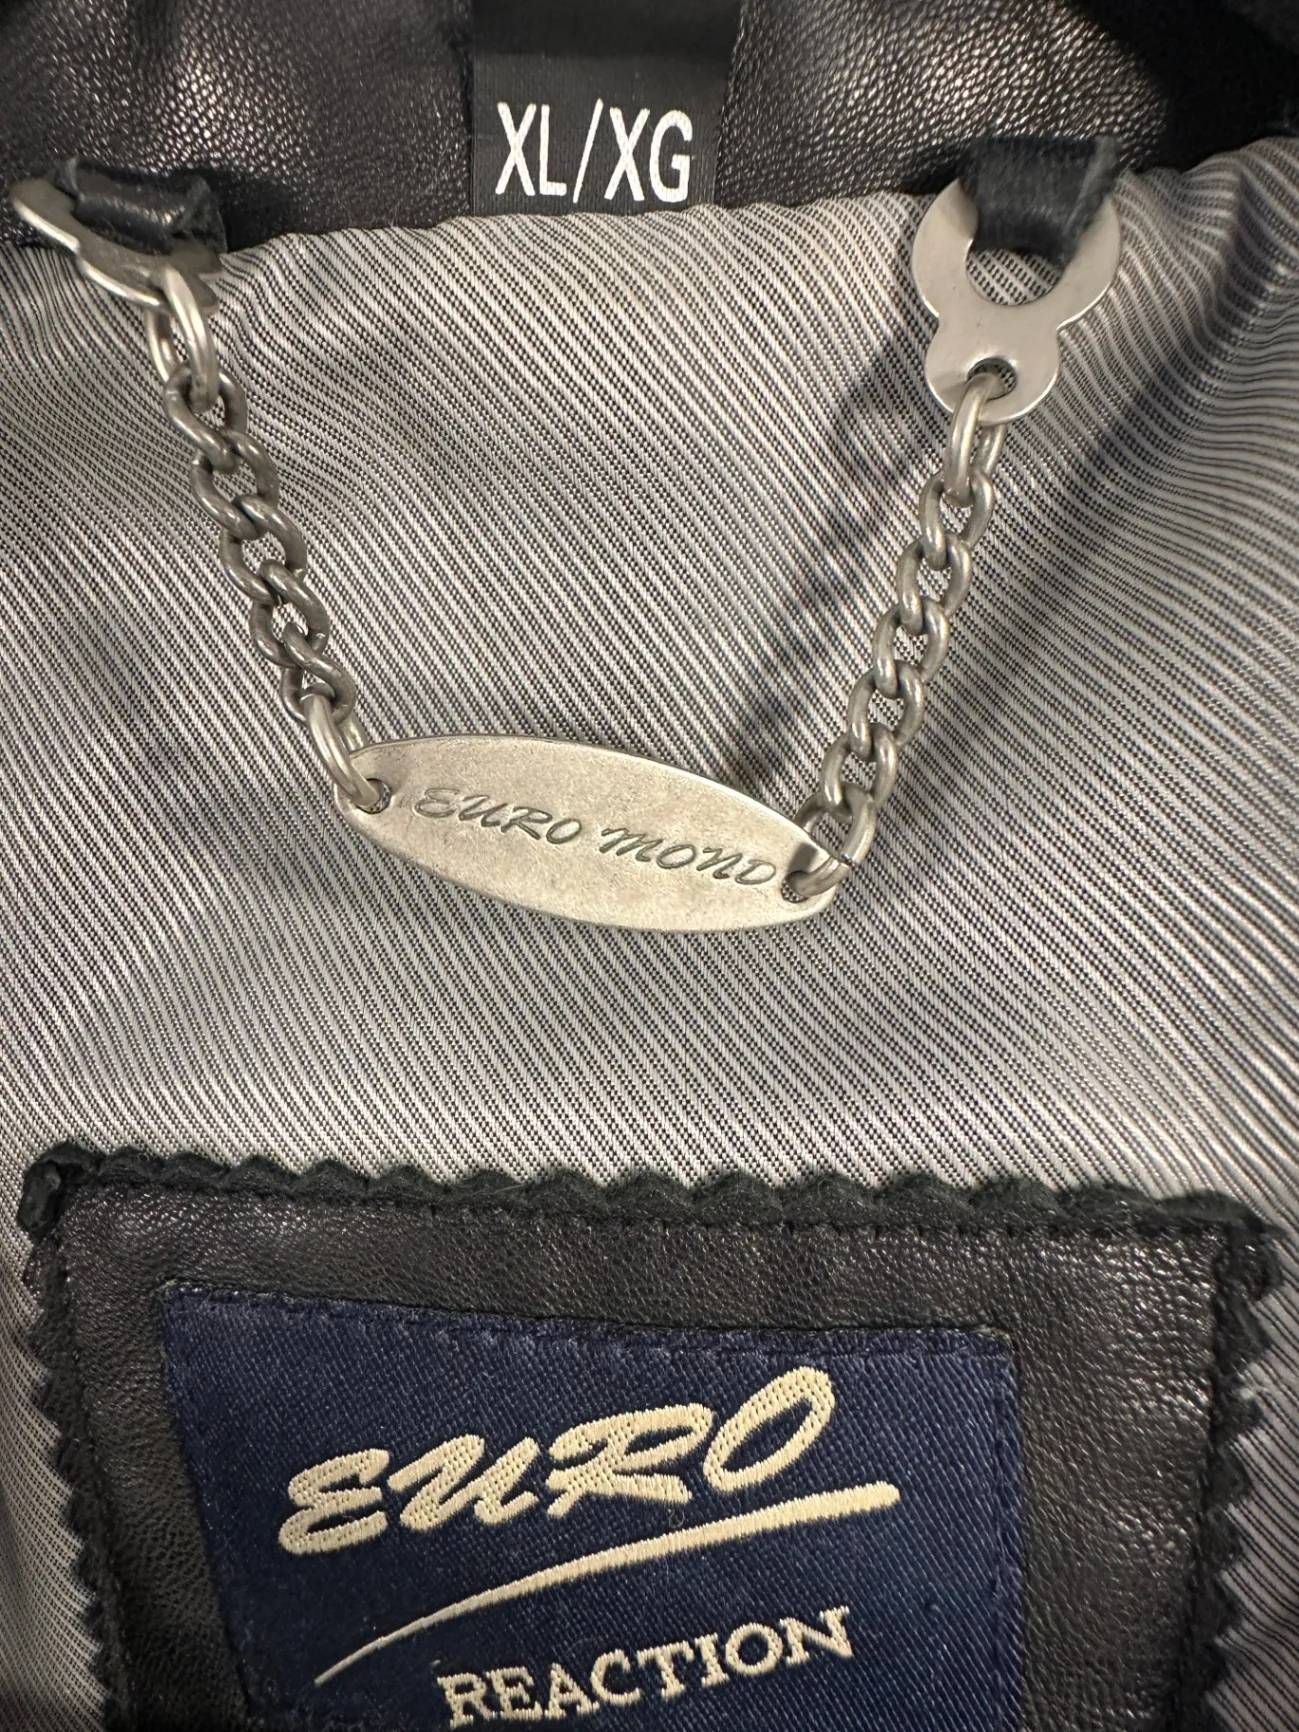 XL/XG
EURO MOND
EURO
REACTION